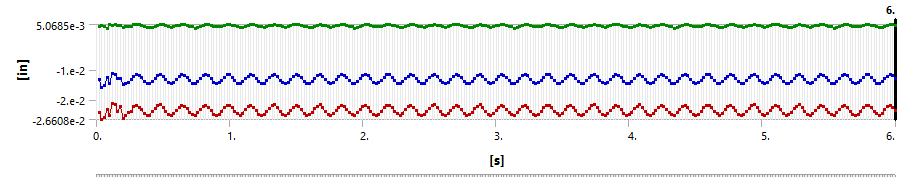 6.
5.0685e-3
[in]
-1.e-2
-2.e-2
-2.6608e-2
0. 1. 2. 3. 4. 5. 6.
[s]